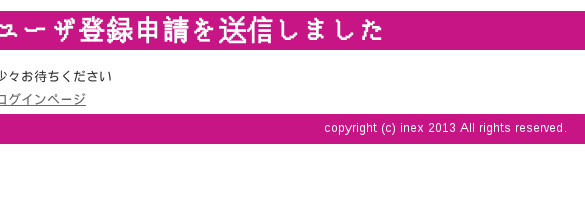 ユーザ登録申請を送信しました
少々お待ちください
ログインページ
copyright (c) inex 2013 All rights reserved.